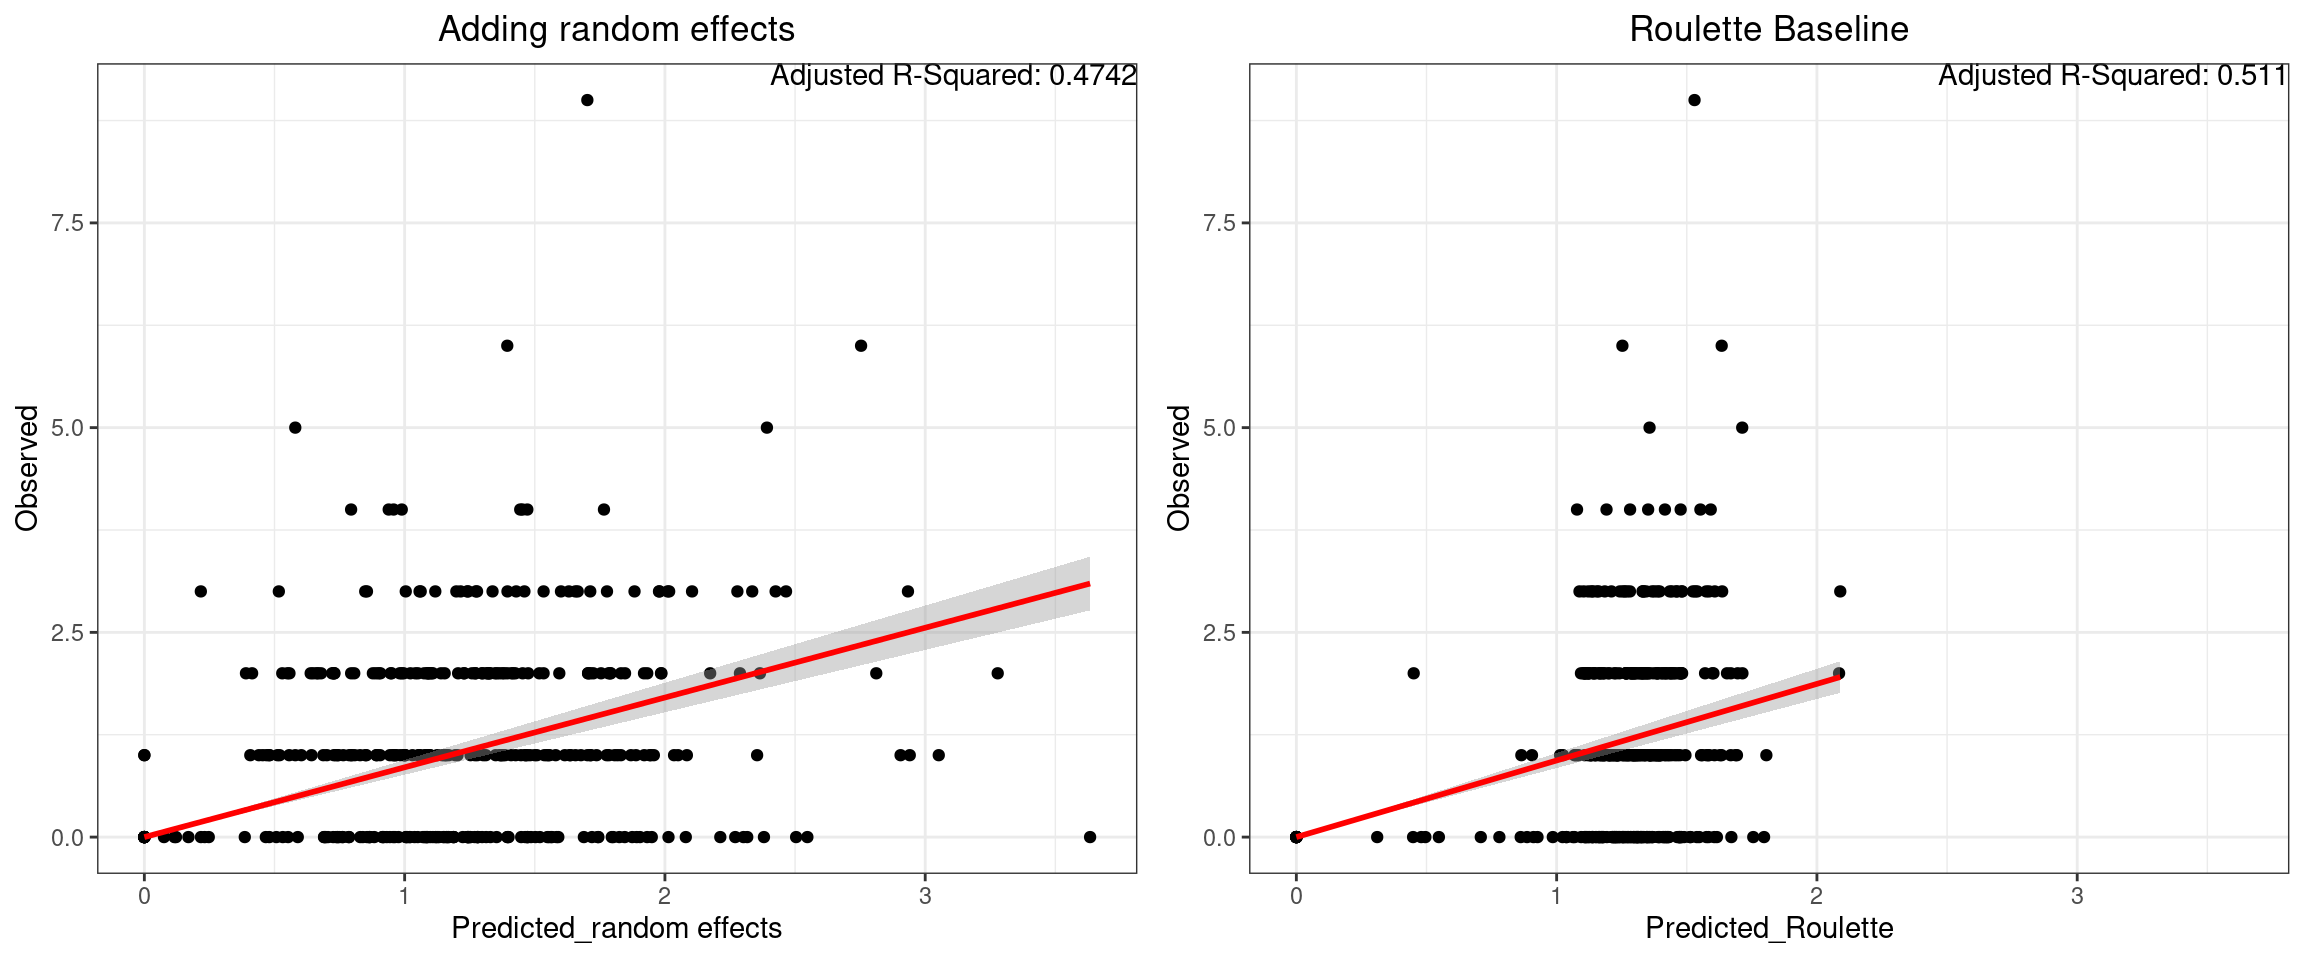 Adding random effects
Adjusted R-Squared: 0.4742
7.5
5.0
2.5
0.0
Observed
0 1 2 3
Predicted_random effects
Roulette Baseline
Adjusted R-Squared: 0.511
7.5
5.0
2.5
0.0
Observed
0 1 2 3
Predicted_Roulette